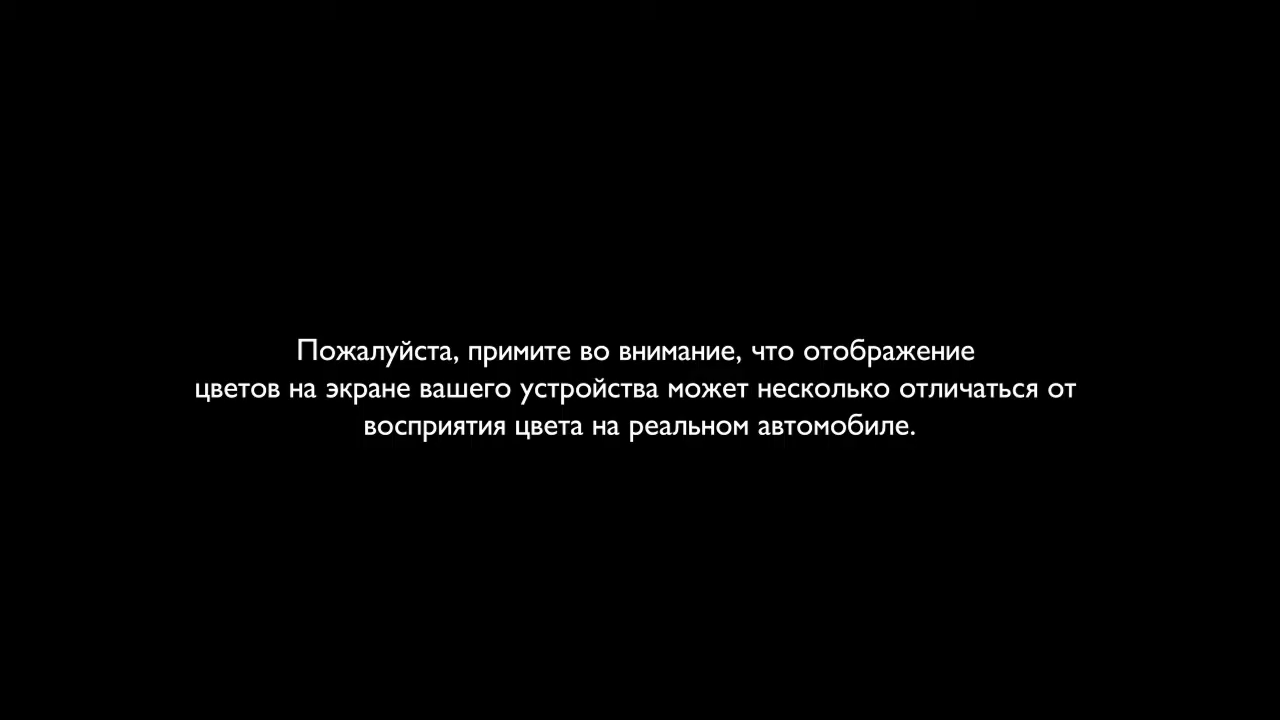 Пожалуйста, примите во внимание, что отображение
цветов на экране вашего устройства может несколько отличаться от
восприятия цвета на реальном автомобиле.